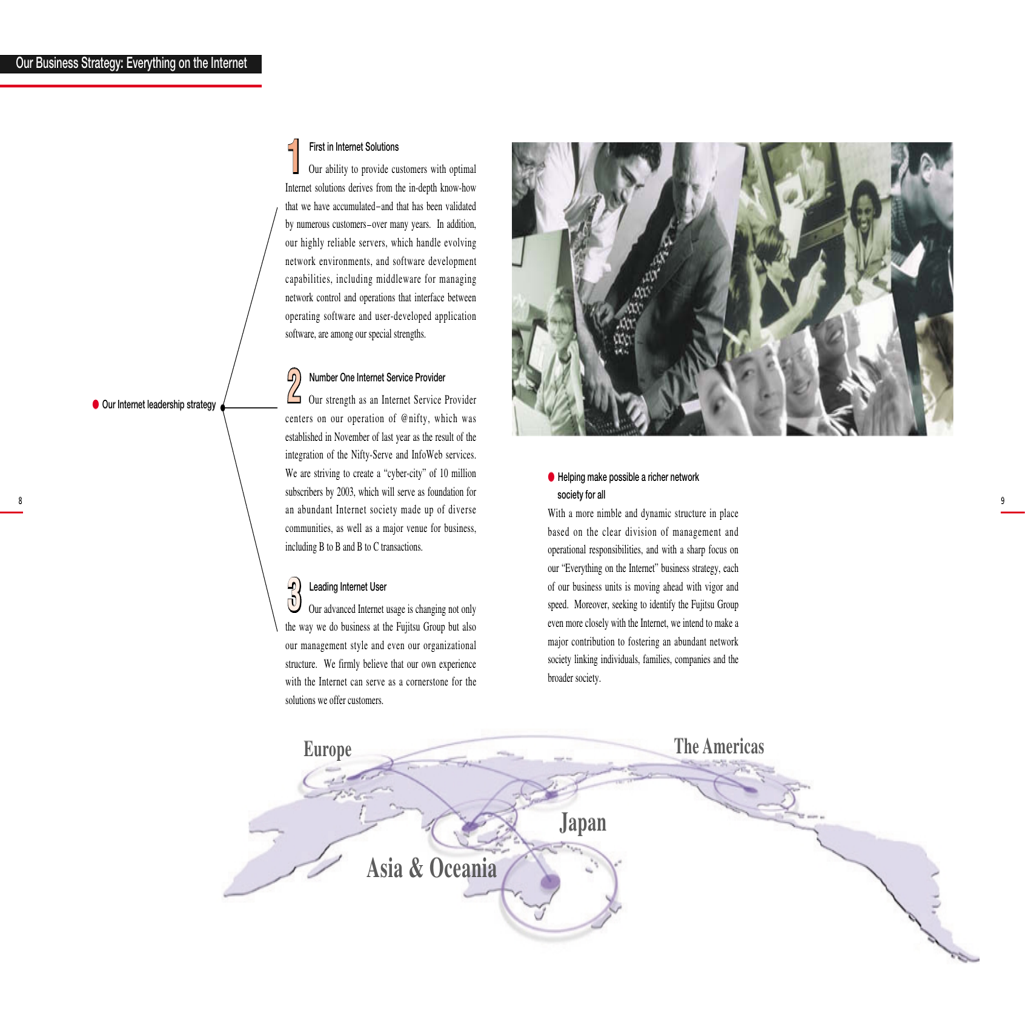 Our Business Strategy: Everything on the Internet
1 First in Internet Solutions
Our ability to provide customers with optimal
Internet solutions derives from the in-depth know-how
that we have accumulated–and that has been validated
by numerous customers–over many years. In addition,
our highly reliable servers, which handle evolving
network environments, and software development
capabilities, including middleware for managing
network control and operations that interface between
operating software and user-developed application
software, are among our special strengths.
Our Internet leadership strategy
2 Number One Internet Service Provider
Our strength as an Internet Service Provider
centers on our operation of @nifty, which was
established in November of last year as the result of the
integration of the Nifty-Serve and InfoWeb services.
We are striving to create a “cyber-city” of 10 million
subscribers by 2003, which will serve as foundation for
an abundant Internet society made up of diverse
communities, as well as a major venue for business,
including B to B and B to C transactions.
3 Leading Internet User
Our advanced Internet usage is changing not only
the way we do business at the Fujitsu Group but also
our management style and even our organizational
structure. We firmly believe that our own experience
with the Internet can serve as a cornerstone for the
solutions we offer customers.
8
Helping make possible a richer network
society for all
With a more nimble and dynamic structure in place
based on the clear division of management and
operational responsibilities, and with a sharp focus on
our “Everything on the Internet” business strategy, each
of our business units is moving ahead with vigor and
speed. Moreover, seeking to identify the Fujitsu Group
even more closely with the Internet, we intend to make a
major contribution to fostering an abundant network
society linking individuals, families, companies and the
broader society.
9
Europe
The Americas
Japan
Asia & Oceania